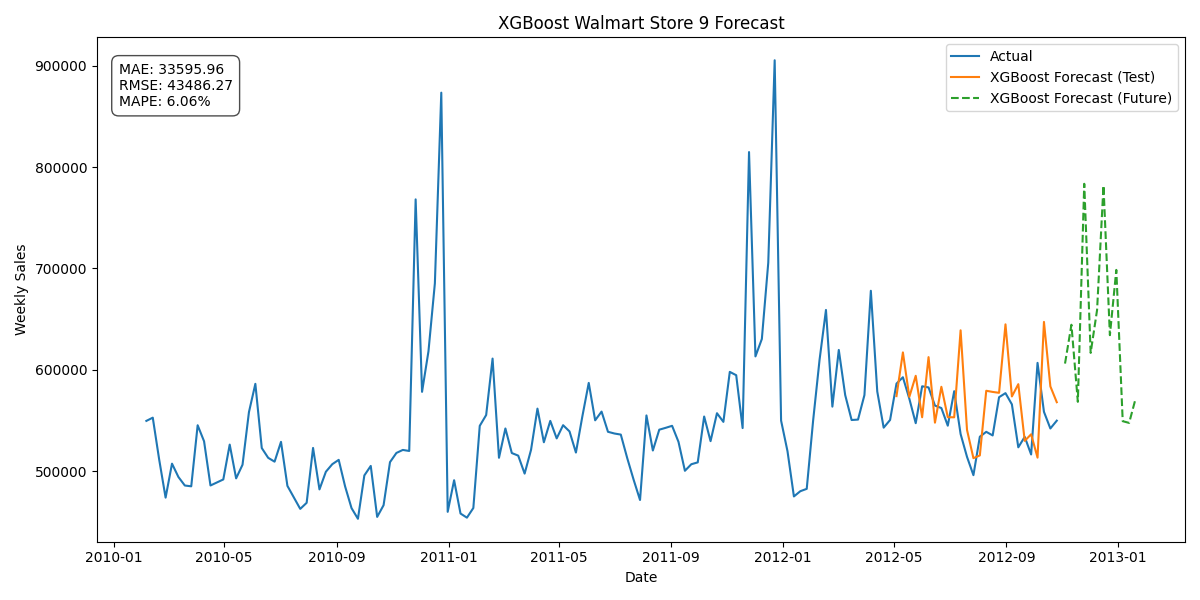 XGBoost Walmart Store 9 Forecast
MAE: 33595.96
RMSE: 43486.27
MAPE: 6.06%
Actual
XGBoost Forecast (Test)
XGBoost Forecast (Future)
Weekly Sales
900000
800000
700000
600000
500000
2010-01
2010-05
2010-09
2011-01
2011-05
2011-09
2012-01
2012-05
2012-09
2013-01
Date